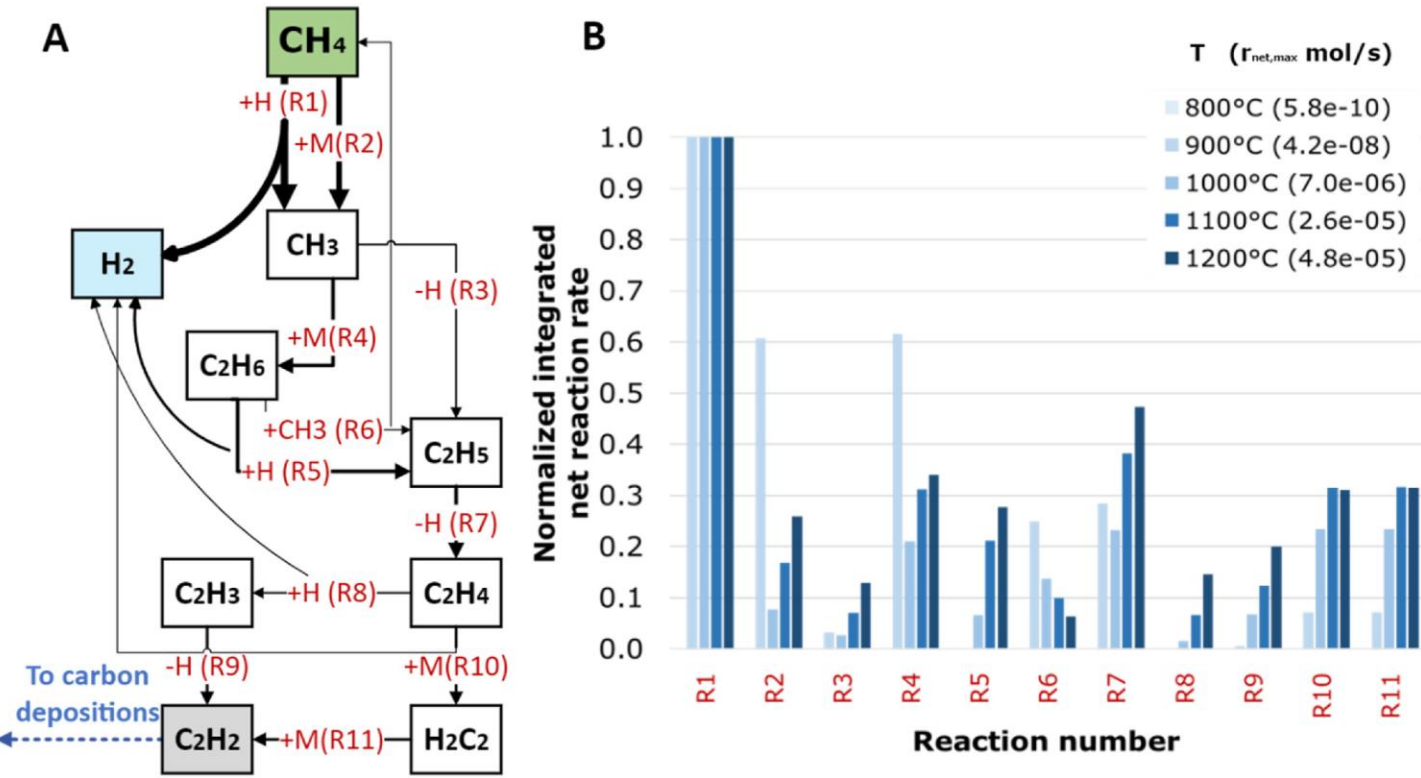 A
CH4
+H (R1)
+M(R2)
H2
CH3
-H (R3)
+M(R4)
C2H6
+CH3 (R6)
C2H5
+H (R5)
-H (R7)
C2H3
+H (R8)
C2H4
-H (R9)
+M(R10)
To carbon
depositions
C2H2
+M(R11)
H2C2
B
T (rnet,max mol/s)
800°C (5.8e-10)
900°C (4.2e-08)
1000°C (7.0e-06)
1100°C (2.6e-05)
1200°C (4.8e-05)
Normalized integrated
net reaction rate
1.0
0.9
0.8
0.7
0.6
0.5
0.4
0.3
0.2
0.1
0.0
R1
R2
R3
R4
R5
R6
R7
R8
R9
R10
R11
Reaction number